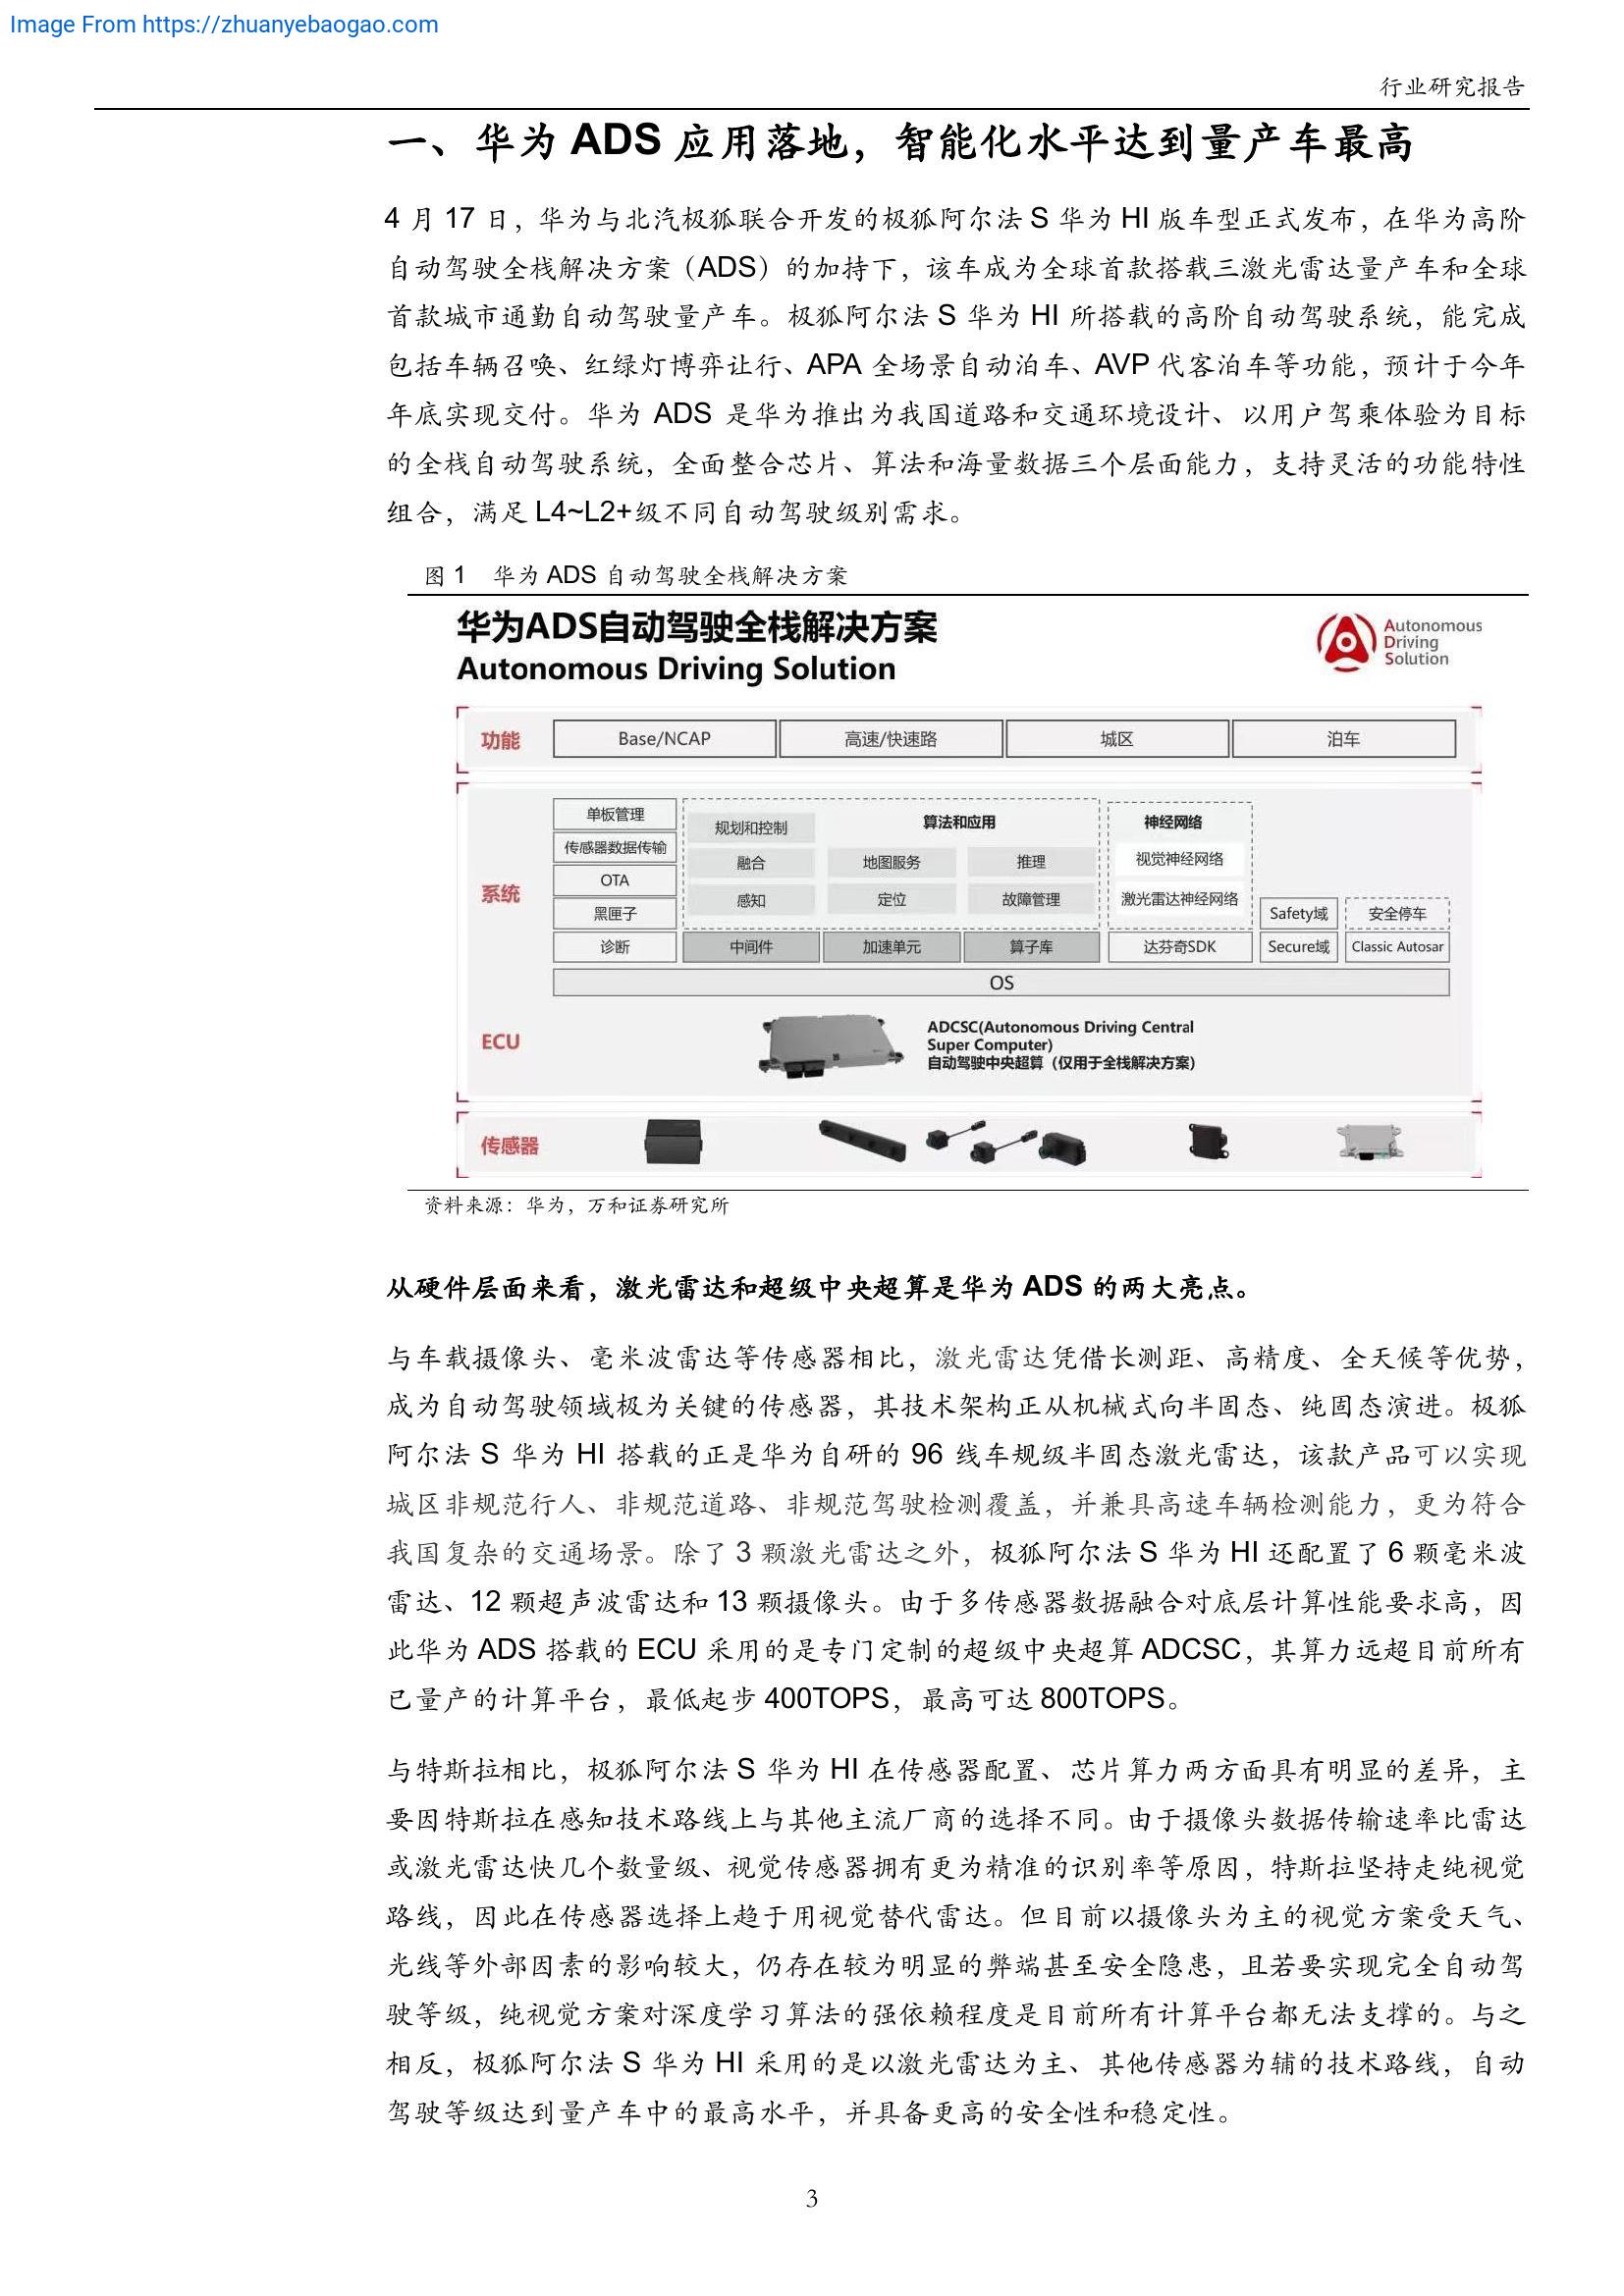 Image From https://zhuanyebaogao.com
行业研究报告
一、华为 ADS 应用落地，智能化水平达到量产车最高
4 月 17 日，华为与北汽极狐联合开发的极狐阿尔法 S 华为 HI 版车型正式发布，在华为高阶
自动驾驶全栈解决方案（ADS）的加持下，该车成为全球首款搭载三激光雷达量产车和全球
首款城市通勤自动驾驶量产车。极狐阿尔法 S 华为 HI 所搭载的高阶自动驾驶系统，能完成
包括车辆召唤、红绿灯博弈让行、APA 全场景自动泊车、AVP 代客泊车等功能，预计于今年
年底实现交付。华为 ADS 是华为推出为我国道路和交通环境设计、以用户驾乘体验为目标
的全栈自动驾驶系统，全面整合芯片、算法和海量数据三个层面能力，支持灵活的功能特性
组合，满足 L4~L2+级不同自动驾驶级别需求。
图 1 华为 ADS 自动驾驶全栈解决方案
华为ADS自动驾驶全栈解决方案
Autonomous Driving Solution
Autonomous
Driving
Solution
功能 Base/NCAP 高速/快速路 城区 泊车
系统
单板管理
传感器数据传输
OTA
黑匣子
诊断
规划和控制 算法和应用
融合 地图服务 推理
感知 定位 故障管理
中间件 加速单元 算子库
神经网络
视觉神经网络
激光雷达神经网络
达芬奇SDK
Safety域 安全停车
Secure域 Classic Autosar
OS
ECU
ADCSC(Autonomous Driving Central
Super Computer)
自动驾驶中央超算（仅用于全栈解决方案）
传感器
资料来源：华为，万和证券研究所
从硬件层面来看，激光雷达和超级中央超算是华为 ADS 的两大亮点。
与车载摄像头、毫米波雷达等传感器相比，激光雷达凭借长测距、高精度、全天候等优势，
成为自动驾驶领域极为关键的传感器，其技术架构正从机械式向半固态、纯固态演进。极狐
阿尔法 S 华为 HI 搭载的正是华为自研的 96 线车规级半固态激光雷达，该款产品可以实现
城区非规范行人、非规范道路、非规范驾驶检测覆盖，并兼具高速车辆检测能力，更为符合
我国复杂的交通场景。除了 3 颗激光雷达之外，极狐阿尔法 S 华为 HI 还配置了 6 颗毫米波
雷达、12 颗超声波雷达和 13 颗摄像头。由于多传感器数据融合对底层计算性能要求高，因
此华为 ADS 搭载的 ECU 采用的是专门定制的超级中央超算 ADCSC，其算力远超目前所有
已量产的计算平台，最低起步 400TOPS，最高可达 800TOPS。
与特斯拉相比，极狐阿尔法 S 华为 HI 在传感器配置、芯片算力两方面具有明显的差异，主
要因特斯拉在感知技术路线上与其他主流厂商的选择不同。由于摄像头数据传输速率比雷达
或激光雷达快几个数量级、视觉传感器拥有更为精准的识别率等原因，特斯拉坚持走纯视觉
路线，因此在传感器选择上趋于用视觉替代雷达。但目前以摄像头为主的视觉方案受天气、
光线等外部因素的影响较大，仍存在较为明显的弊端甚至安全隐患，且若要实现完全自动驾
驶等级，纯视觉方案对深度学习算法的强依赖程度是目前所有计算平台都无法支撑的。与之
相反，极狐阿尔法 S 华为 HI 采用的是以激光雷达为主、其他传感器为辅的技术路线，自动
驾驶等级达到量产车中的最高水平，并具备更高的安全性和稳定性。
3